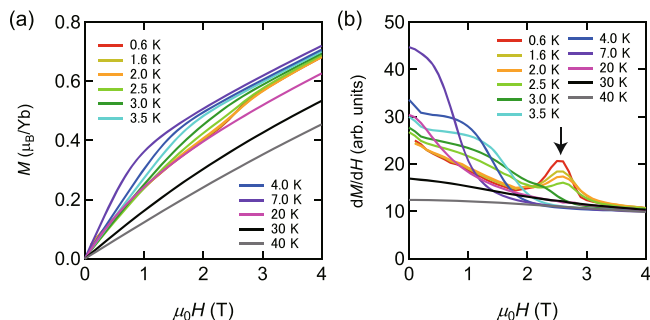 (a)
M (μB/Yb)
0.8
0.6
0.4
0.2
0.0
0.6 K
1.6 K
2.0 K
2.5 K
3.0 K
3.5 K
4.0 K
7.0 K
20 K
30 K
40 K
0 1 2 3 4
μ0H (T)
(b)
dM/dH (arb. units)
50
40
30
20
10
0
0.6 K 4.0 K
1.6 K 7.0 K
2.0 K 20 K
2.5 K 30 K
3.0 K 40 K
3.5 K
0 1 2 3 4
μ0H (T)